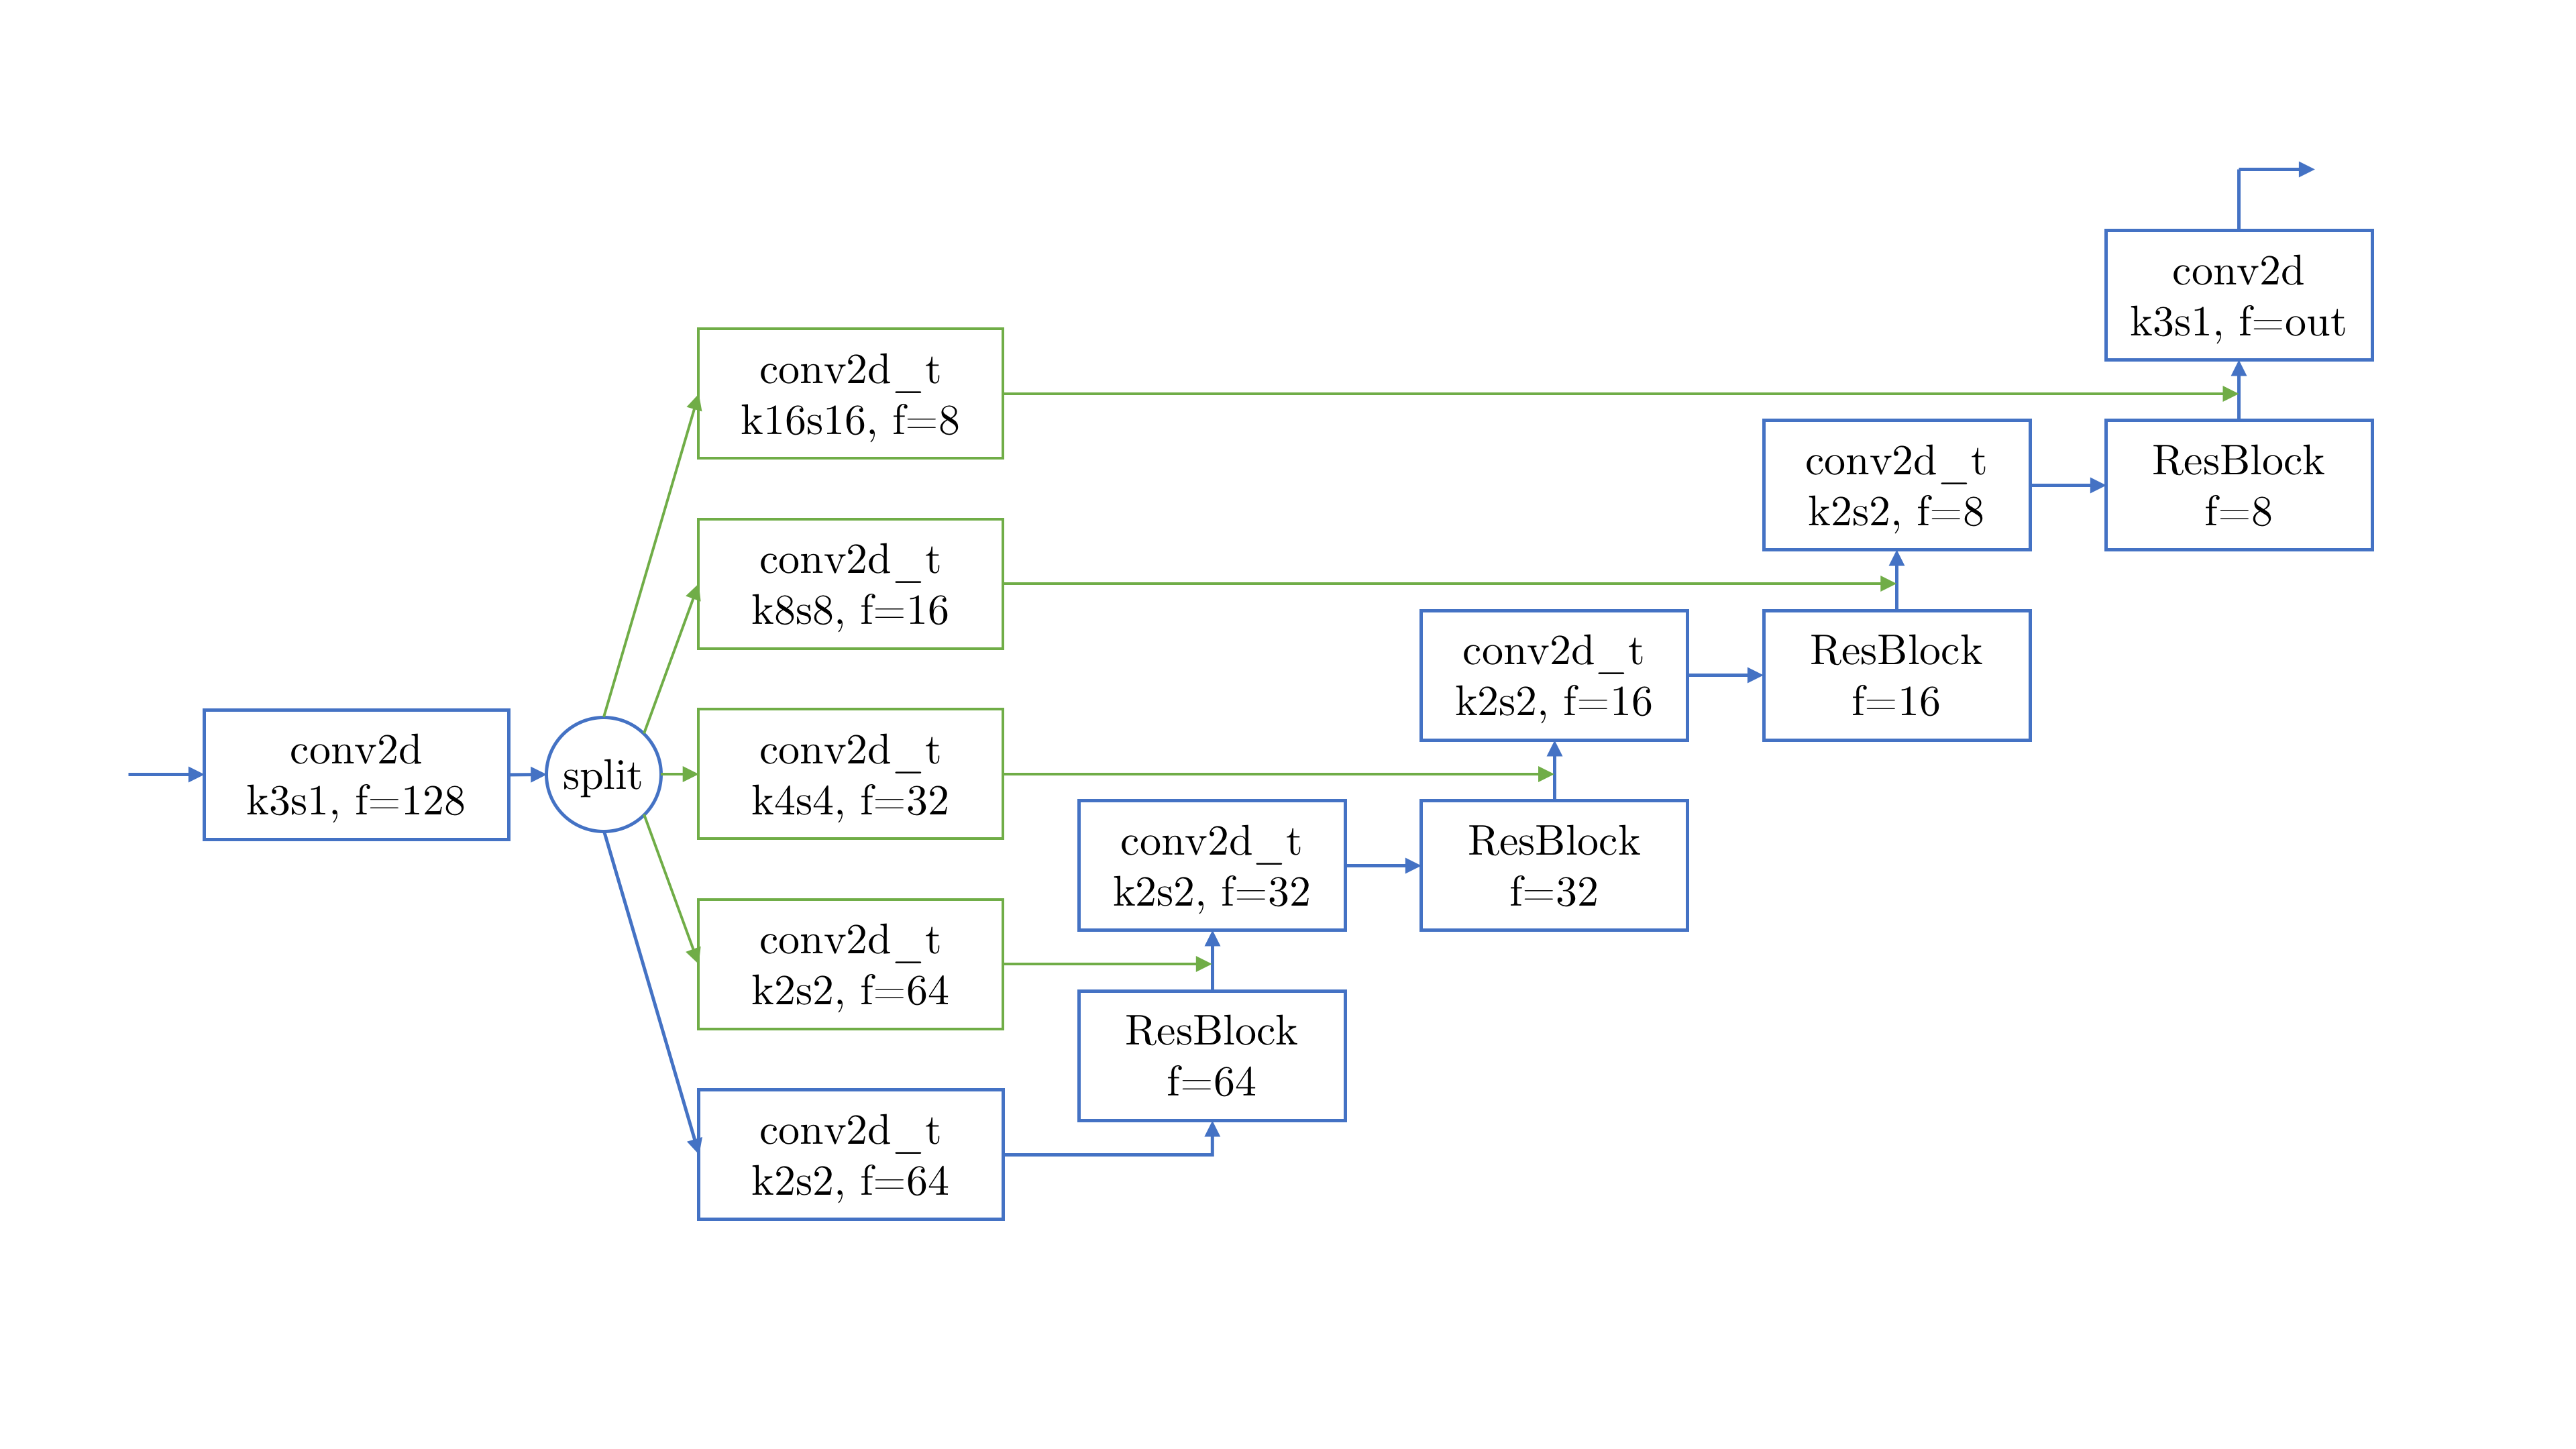 conv2d
k3s1, f=128
split
conv2d_t
k16s16, f=8
conv2d_t
k8s8, f=16
conv2d_t
k4s4, f=32
conv2d_t
k2s2, f=64
conv2d_t
k2s2, f=64
ResBlock
f=64
conv2d_t
k2s2, f=32
ResBlock
f=32
conv2d_t
k2s2, f=16
ResBlock
f=16
conv2d_t
k2s2, f=8
ResBlock
f=8
conv2d
k3s1, f=out